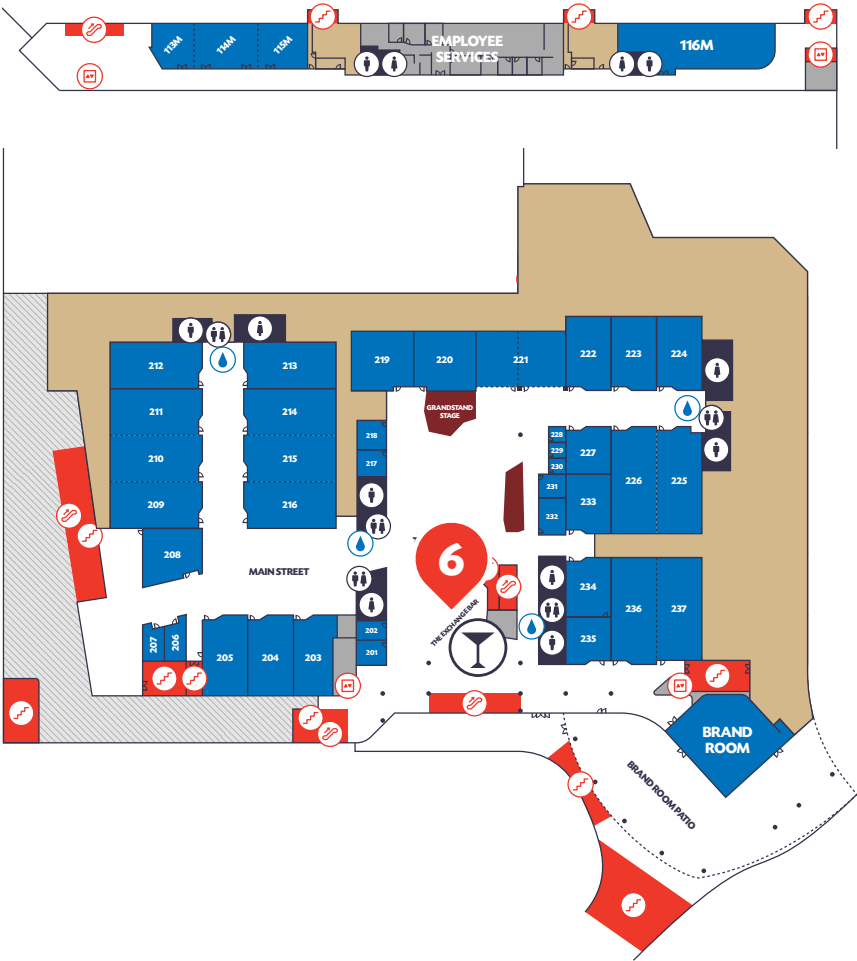 113M
114M
115M
EMPLOYEE
SERVICES
116M
212
213
219
220
221
222
223
224
211
214
GRANDSTAND
STAGE
218
217
228
229
230
227
226
225
210
215
209
216
231
232
233
208
MAIN STREET
6
THE EXCHANGE BAR
234
235
236
237
207
206
205
204
203
202
201
BRAND
ROOM
BRAND ROOM PATIO